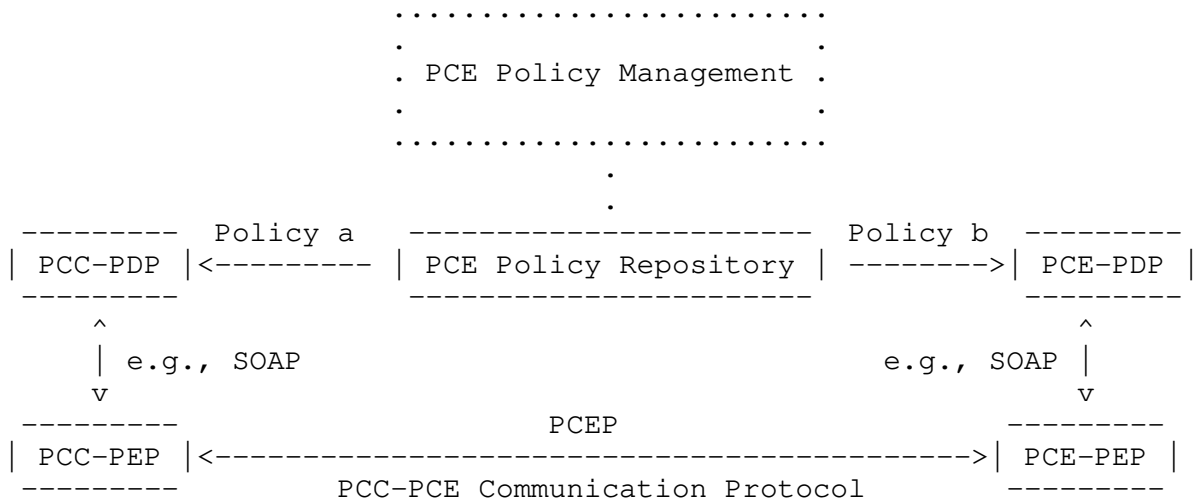 PCE Policy Management
Policy a Policy b
PCC-PDP PCE Policy Repository PCE-PDP
e.g., SOAP e.g., SOAP
PCEP
PCC-PEP PCE-PEP
PCC-PCE Communication Protocol